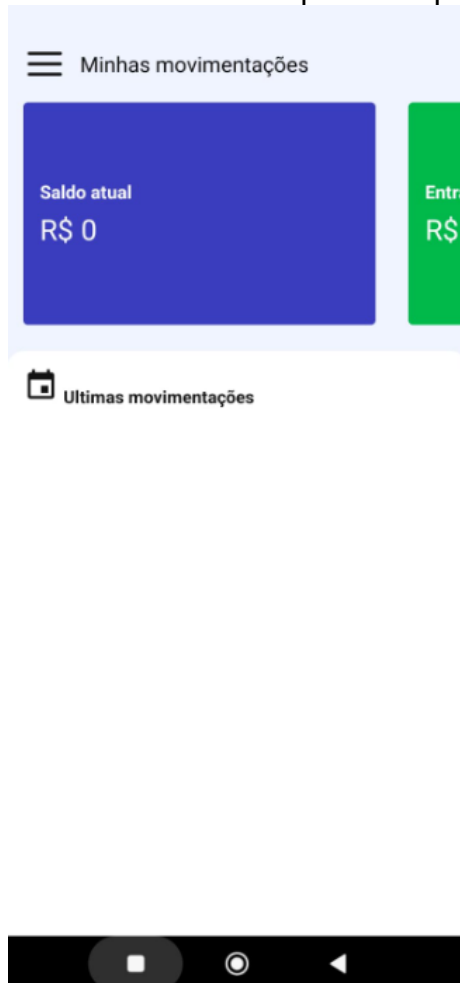 Minhas movimentações
Saldo atual
R$ 0
R$
Ultimas movimentações